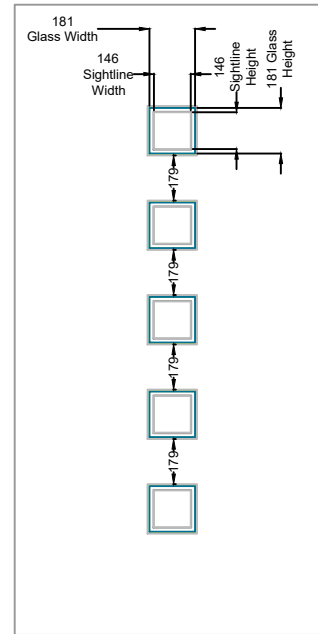 181
Glass Width
146
Sightline
Width
146
Sightline
Height
181 Glass
Height
179
179
179
179